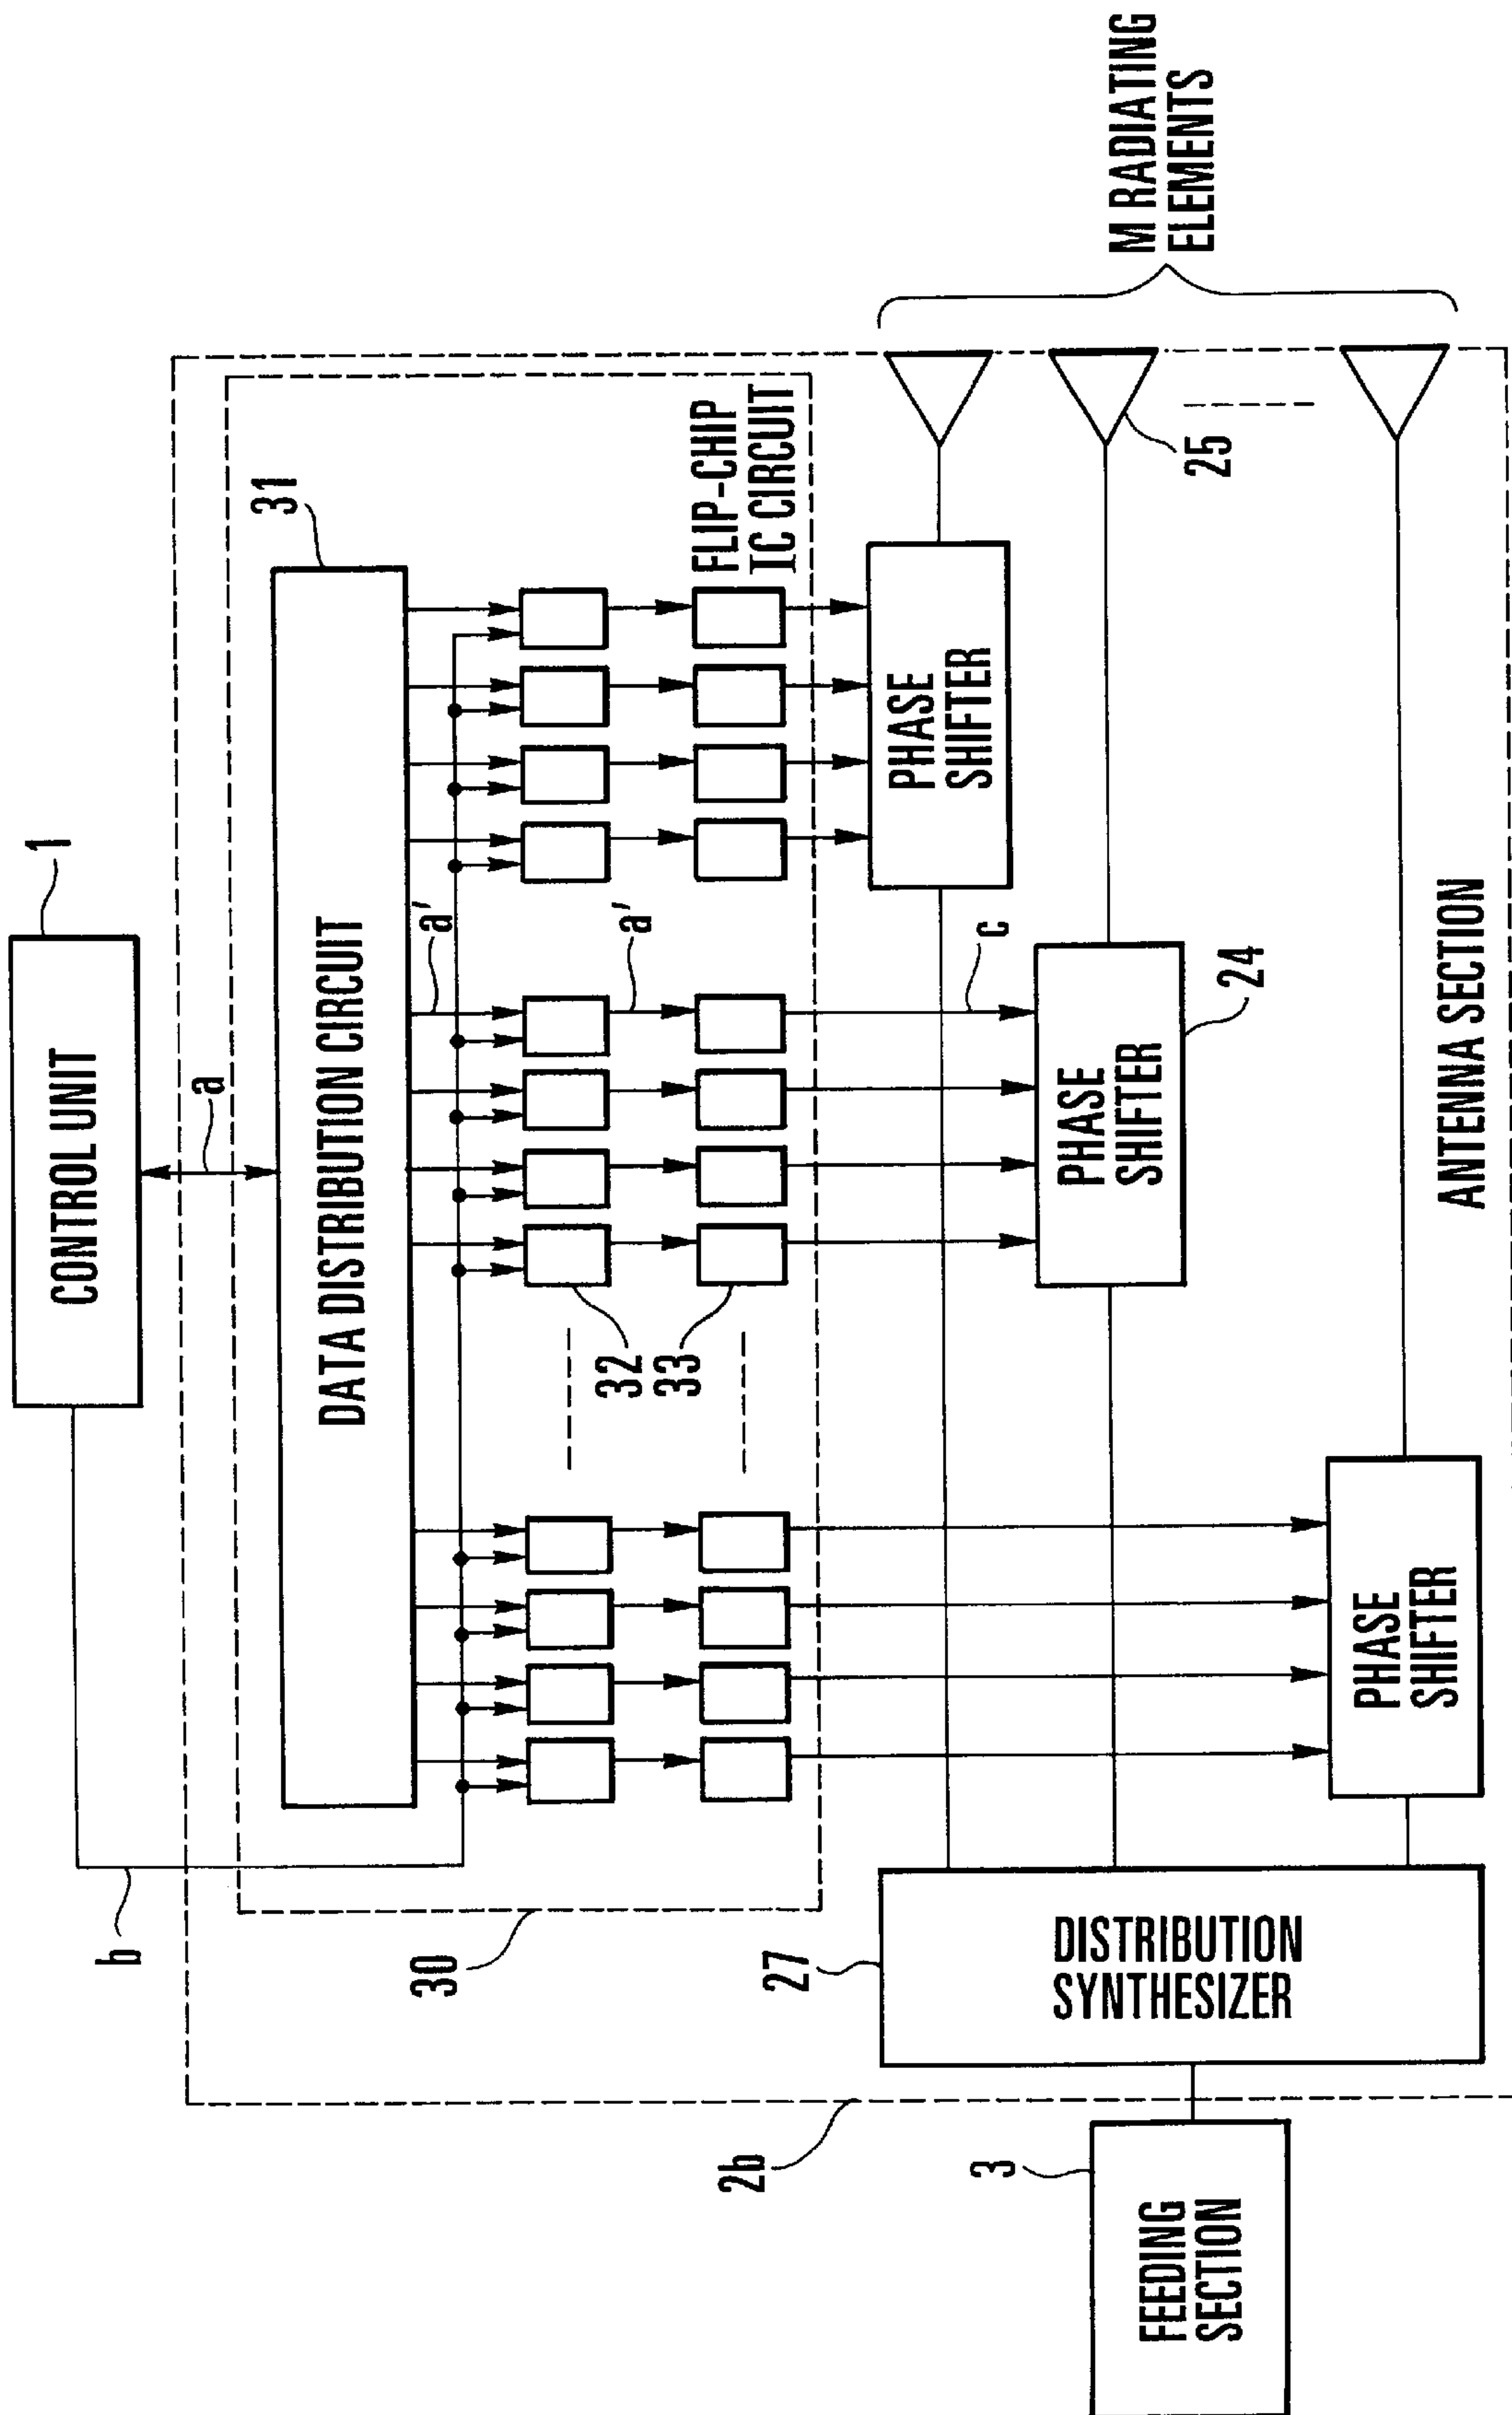 CONTROL UNIT
1
a
b
DATA DISTRIBUTION CIRCUIT
31
a'
a'
32
33
FLIP-CHIP
IC CIRCUIT
30
c
PHASE
SHIFTER
PHASE
SHIFTER
24
PHASE
SHIFTER
25
M RADIATING
ELEMENTS
27
DISTRIBUTION
SYNTHESIZER
2b
3
FEEDING
SECTION
ANTENNA SECTION